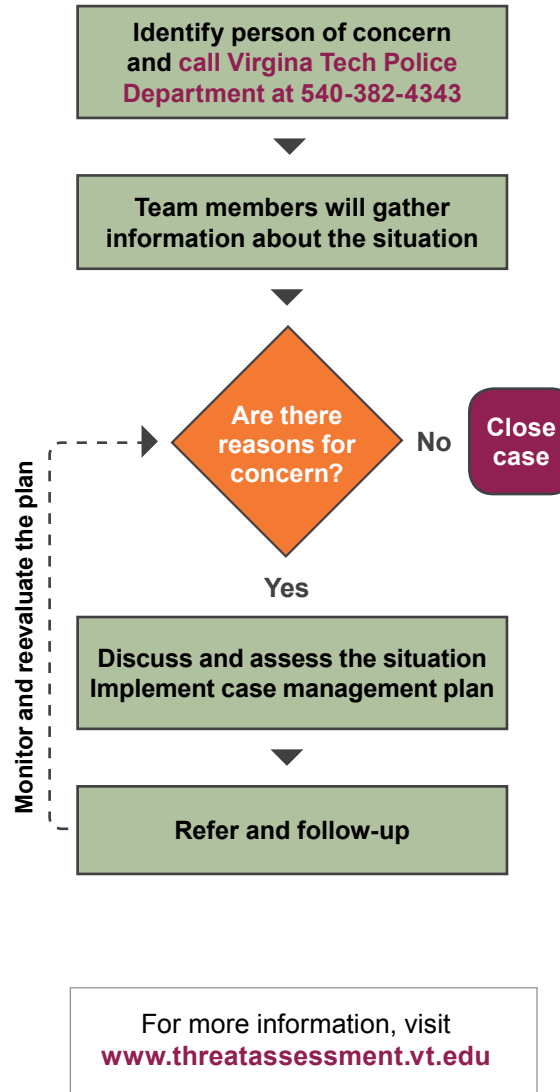 Identify person of concern
and call Virgina Tech Police
Department at 540-382-4343
Team members will gather
information about the situation
Are there
reasons for
concern?
No
Close
case
Yes
Monitor and reevaluate the plan
Discuss and assess the situation
Implement case management plan
Refer and follow-up
For more information, visit
www.threatassessment.vt.edu